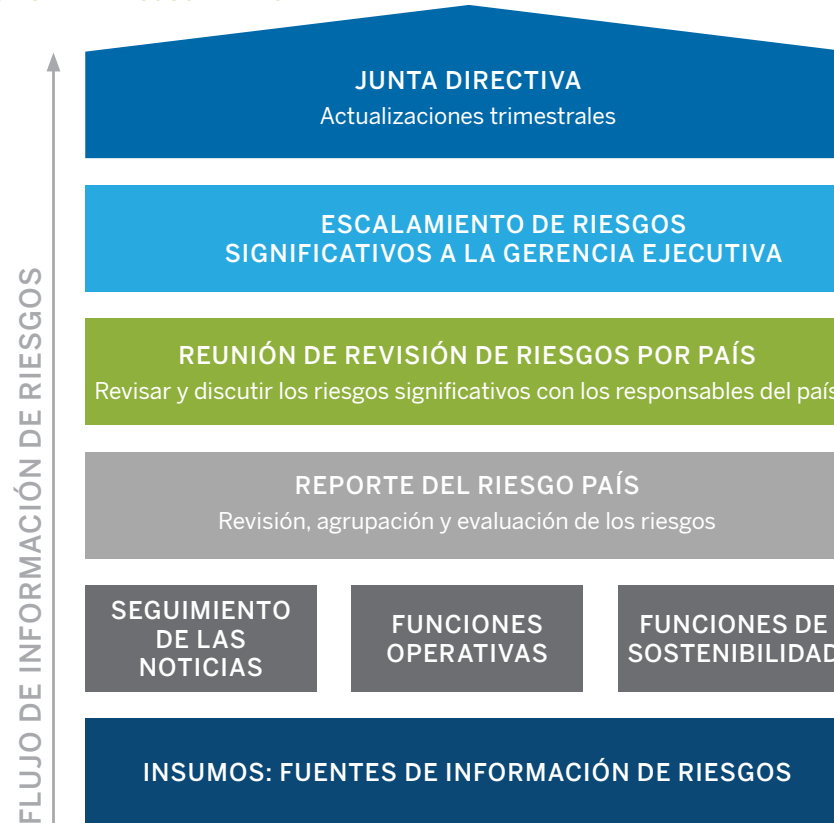 JUNTA DIRECTIVA
Actualizaciones trimestrales
ESCALAMIENTO DE RIESGOS
SIGNIFICATIVOS A LA GERENCIA EJECUTIVA
REUNIÓN DE REVISIÓN DE RIESGOS POR PAÍS
Revisar y discutir los riesgos significativos con los responsables del país
REPORTE DEL RIESGO PAÍS
Revisión, agrupación y evaluación de los riesgos
SEGUIMIENTO
DE LAS
NOTICIAS
FUNCIONES
OPERATIVAS
FUNCIONES DE
SOSTENIBILIDAD
INSUMOS: FUENTES DE INFORMACIÓN DE RIESGOS
FLUJO DE INFORMACIÓN DE RIESGOS